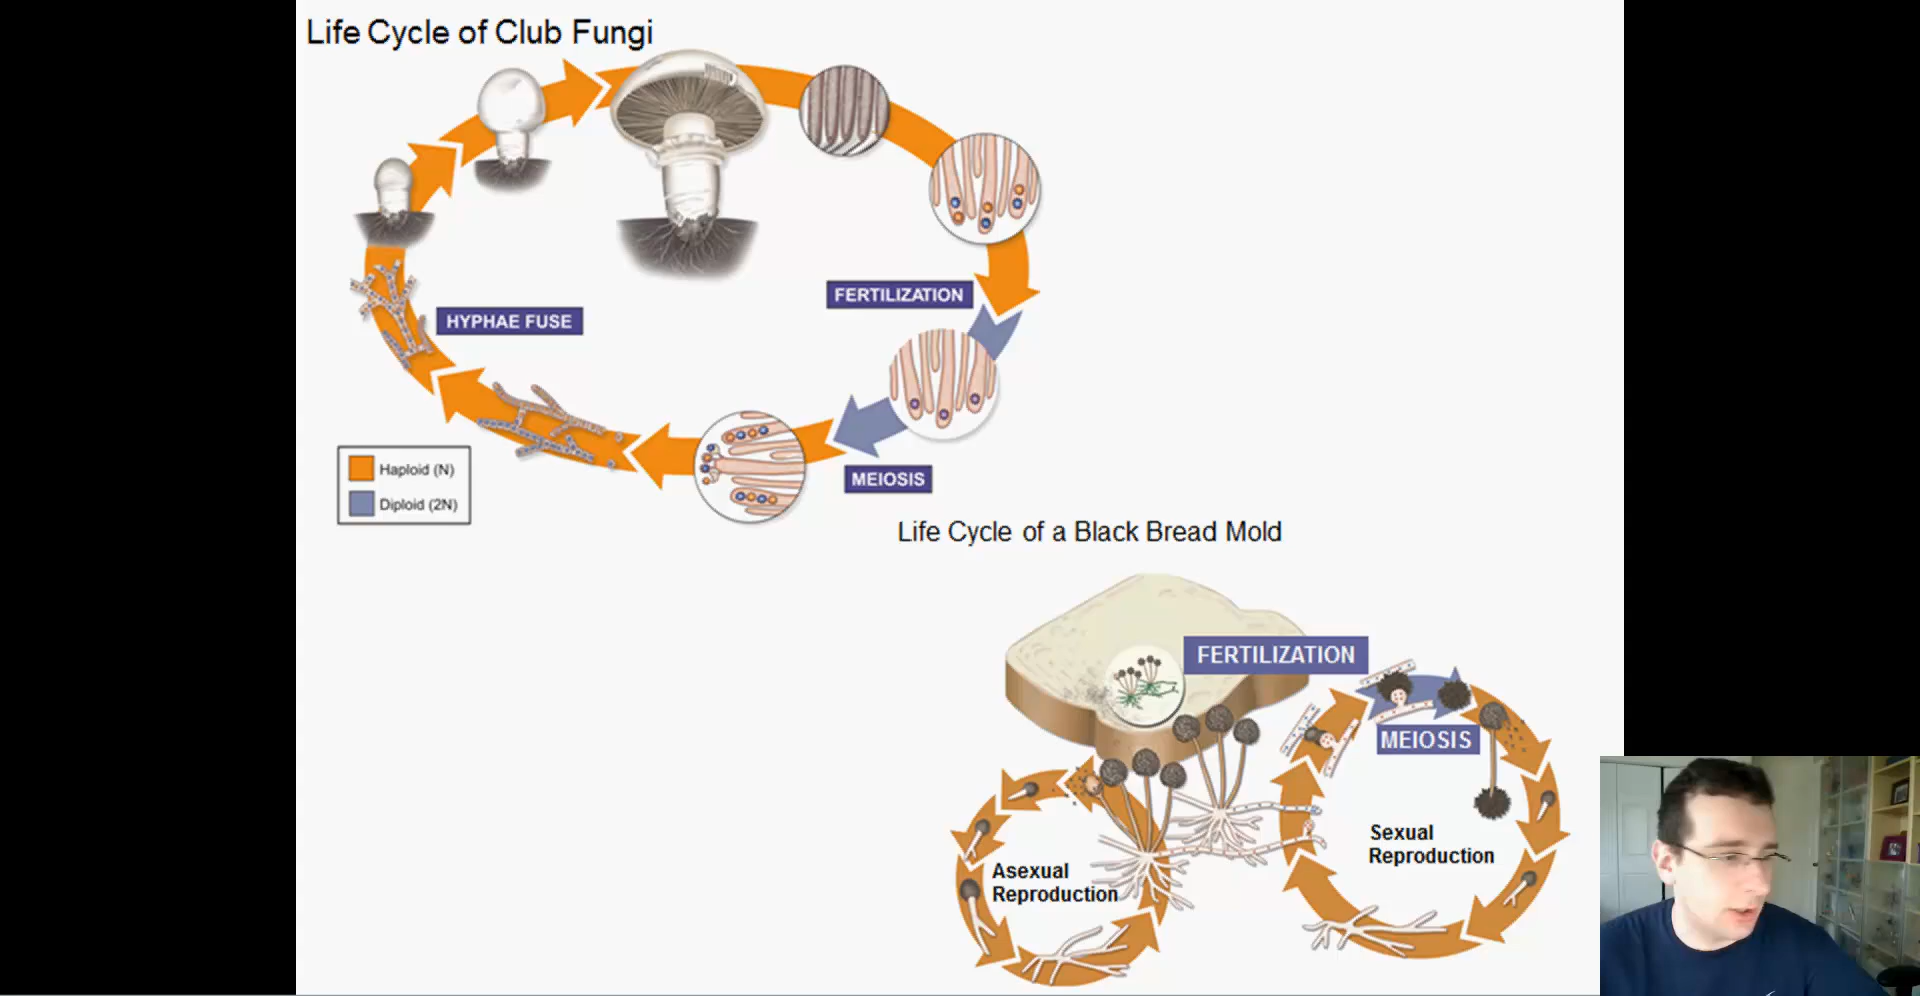 Life Cycle of Club Fungi
FERTILIZATION
HYPHAE FUSE
Haploid (N)
Diploid (2N)
MEIOSIS
Life Cycle of a Black Bread Mold
FERTILIZATION
MEIOSIS
Sexual
Reproduction
Asexual
Reproduction